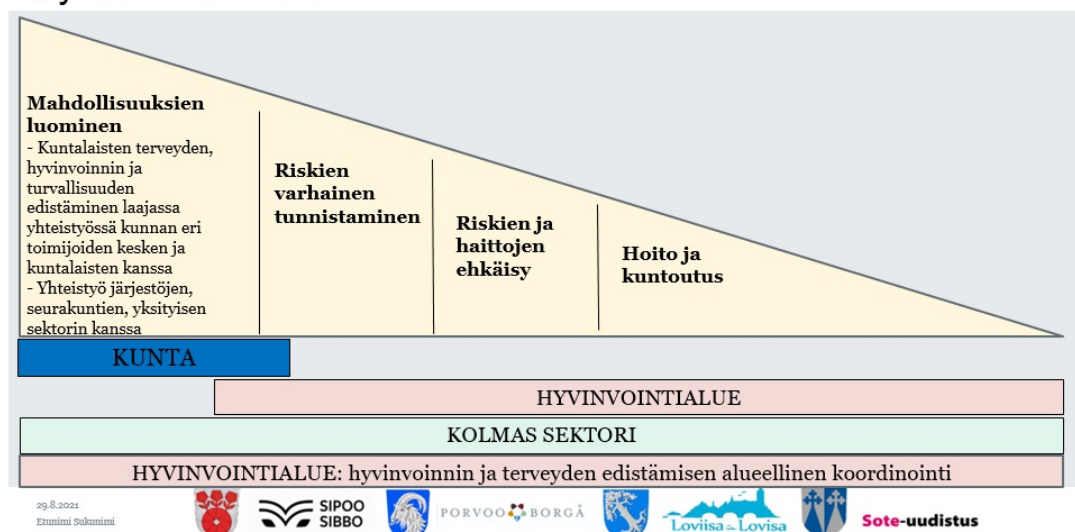 Mahdollisuuksien
luominen
- Kuntalaisten terveyden,
hyvinvoinnin ja
turvallisuuden
edistäminen laajassa
yhteistyössä kunnan eri
toimijoiden kesken ja
kuntalaisten kanssa
- Yhteistyö järjestöjen,
seurakuntien, yksityisen
sektorin kanssa
Riskien
varhainen
tunnistaminen
Riskien ja
haittojen
ehkäisy
Hoito ja
kuntoutus
KUNTA
HYVINVOINTIALUE
KOLMAS SEKTORI
HYVINVOINTIALUE: hyvinvoinnin ja terveyden edistämisen alueellinen koordinointi
29.8.2021
Etunimi Sukunimi
SIPOO
SIBBO
PORVOO BORGÅ
Loviisa Lovisa
Sote-uudistus